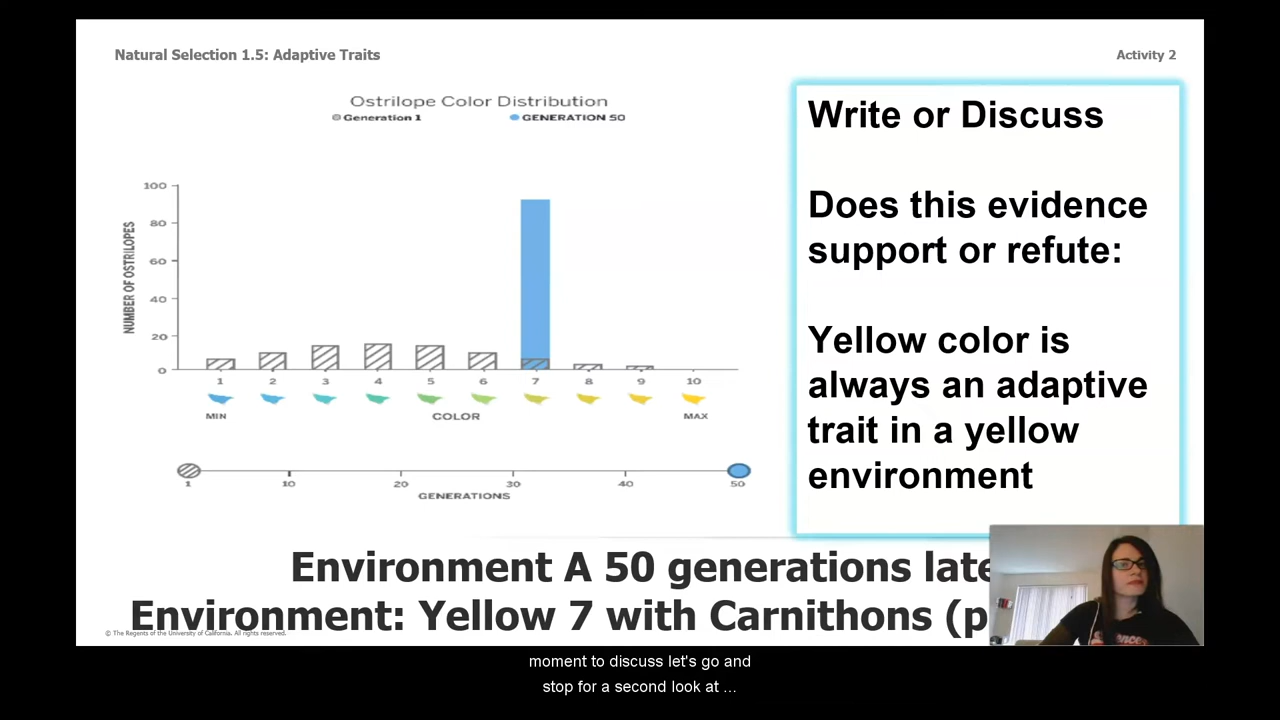 Natural Selection 1.5: Adaptive Traits
Activity 2
Ostrilope Color Distribution
Generation 1
GENERATION 50
NUMBER OF OSTRILOPES
100
80
60
40
20
0
1 2 3 4 5 6 7 8 9 10
MIN COLOR MAX
1 10 20 30 40 50
GENERATIONS
Write or Discuss
Does this evidence
support or refute:
Yellow color is
always an adaptive
trait in a yellow
environment
Environment A 50 generations late
Environment: Yellow 7 with Carnithons (p
© The Regents of the University of California. All rights reserved.
moment to discuss let's go and
stop for a second look at ...